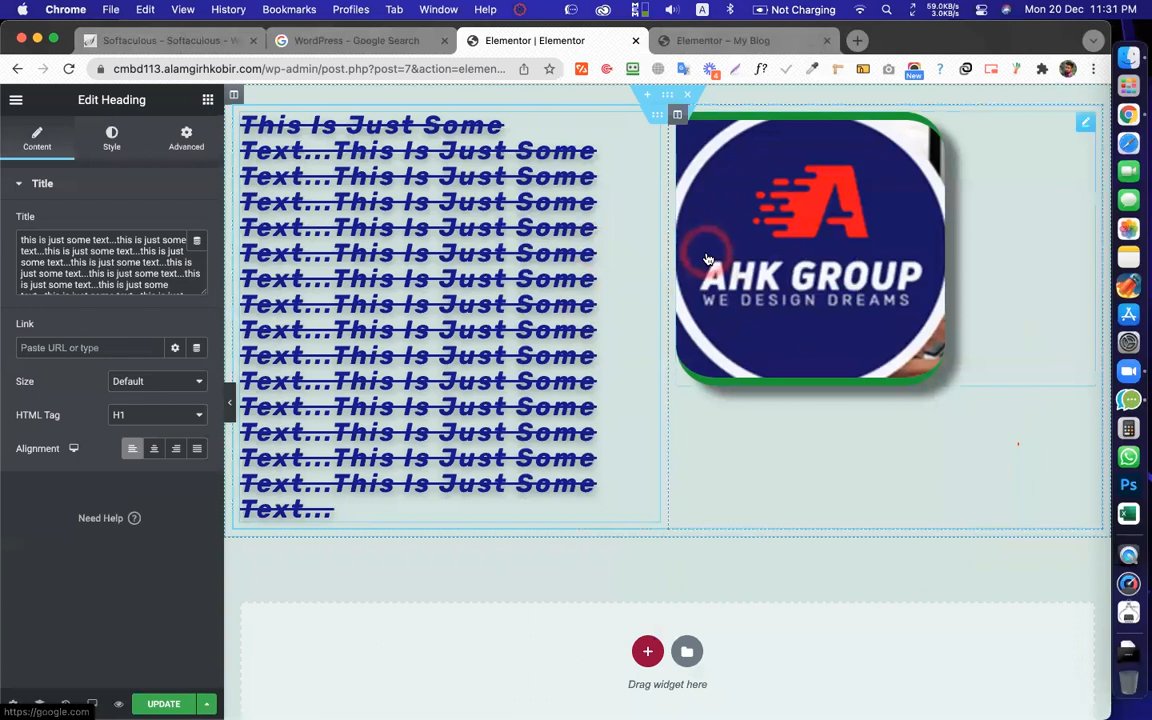 Chrome File Edit View History Bookmarks Profiles Tab Window Help
A
59.0KB/s
3.0KB/s
Not Charging
Mon 20 Dec 11:31 PM
Softaculous - Softaculous - W
WordPress - Google Search
Elementor | Elementor
Elementor – My Blog
cmbd113.alamgirhkobir.com/wp-admin/post.php?post=7&action=elemen...
f?
4
New
Edit Heading
Content
Style
Advanced
Title
Title
this is just some text...this is just some
text...this is just some text...this is just
some text...this is just some text...this is
just some text...this is just some text...this
is just some text...this is just some
Link
Paste URL or type
Size
Default
HTML Tag
H1
Alignment
Need Help ?
UPDATE
https://google.com
This Is Just Some
Text...This Is Just Some
Text...This Is Just Some
Text...This Is Just Some
Text...This Is Just Some
Text...This Is Just Some
Text...This Is Just Some
Text...This Is Just Some
Text...This Is Just Some
Text...This Is Just Some
Text...This Is Just Some
Text...This Is Just Some
Text...This Is Just Some
Text...This Is Just Some
Text...This Is Just Some
Text...
A
AHK GROUP
WE DESIGN DREAMS
Drag widget here
Ps